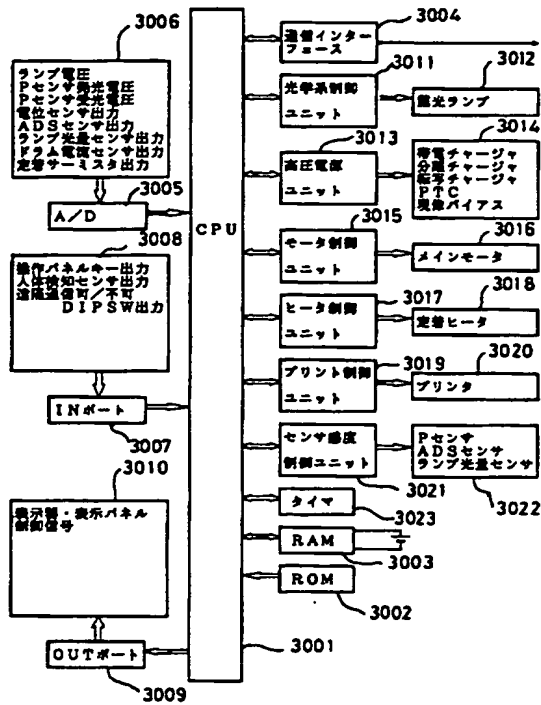 3006
ランプ電圧
Pセンサ発光電圧
Pセンサ受光電圧
電位センサ出力
ADSセンサ出力
ランプ光量センサ出力
ドラム電流センサ出力
定着サーミスタ出力
3005
A/D
3008
操作パネルキー出力
人体検知センサ出力
遠隔通信可/不可
DIPSW出力
INポート
3007
3010
表示器・表示パネル
制御信号
OUTポート
3009
CPU
3001
通信インター
フェース
3004
光学系制御
ユニット
3011
蛍光ランプ
3012
高圧電源
ユニット
3013
帯電チャージャ
分離チャージャ
転写チャージャ
PTC
現像バイアス
3014
モータ制御
ユニット
3015
メインモータ
3016
ヒータ制御
ユニット
3017
定着ヒータ
3018
プリント制御
ユニット
3019
プリンタ
3020
センサ感度
制御ユニット
3021
Pセンサ
ADSセンサ
ランプ光量センサ
3022
タイマ
3023
RAM
3003
ROM
3002